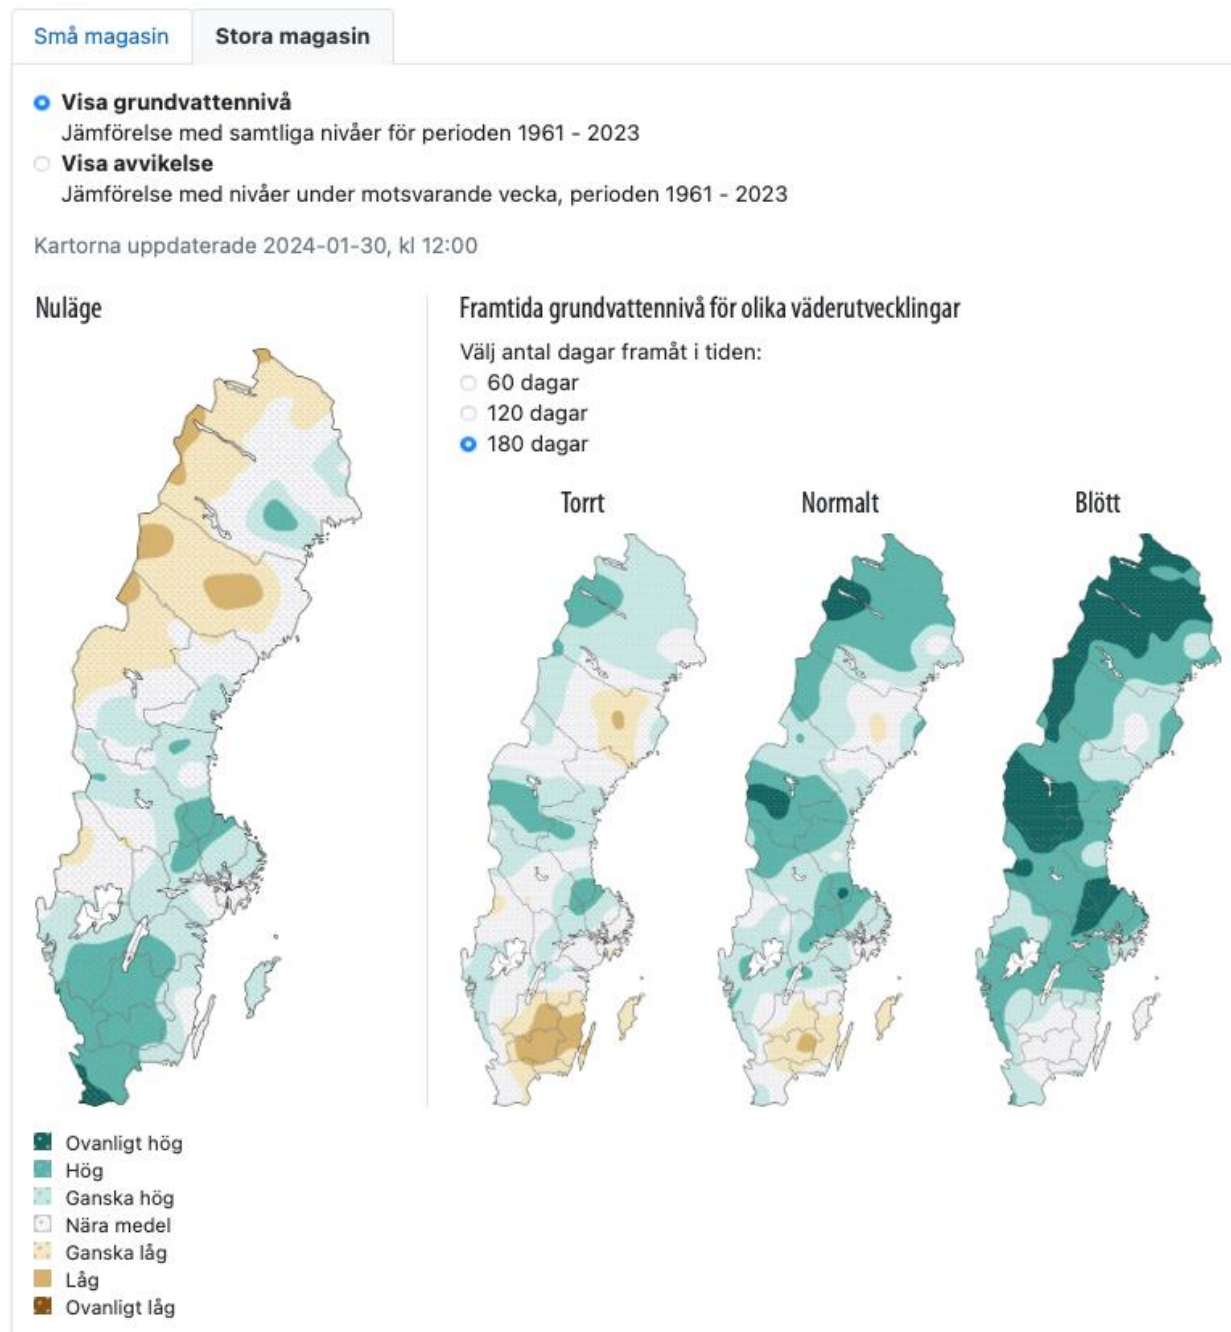 Små magasin
Stora magasin
Visa grundvattennivå
Jämförelse med samtliga nivåer för perioden 1961 - 2023
Visa avvikelse
Jämförelse med nivåer under motsvarande vecka, perioden 1961 - 2023
Kartorna uppdaterade 2024-01-30, kl 12:00
Nuläge
Framtida grundvattennivå för olika väderutvecklingar
Välj antal dagar framåt i tiden:
60 dagar
120 dagar
180 dagar
Torrt
Normalt
Blött
Ovanligt hög
Hög
Ganska hög
Nära medel
Ganska låg
Låg
Ovanligt låg